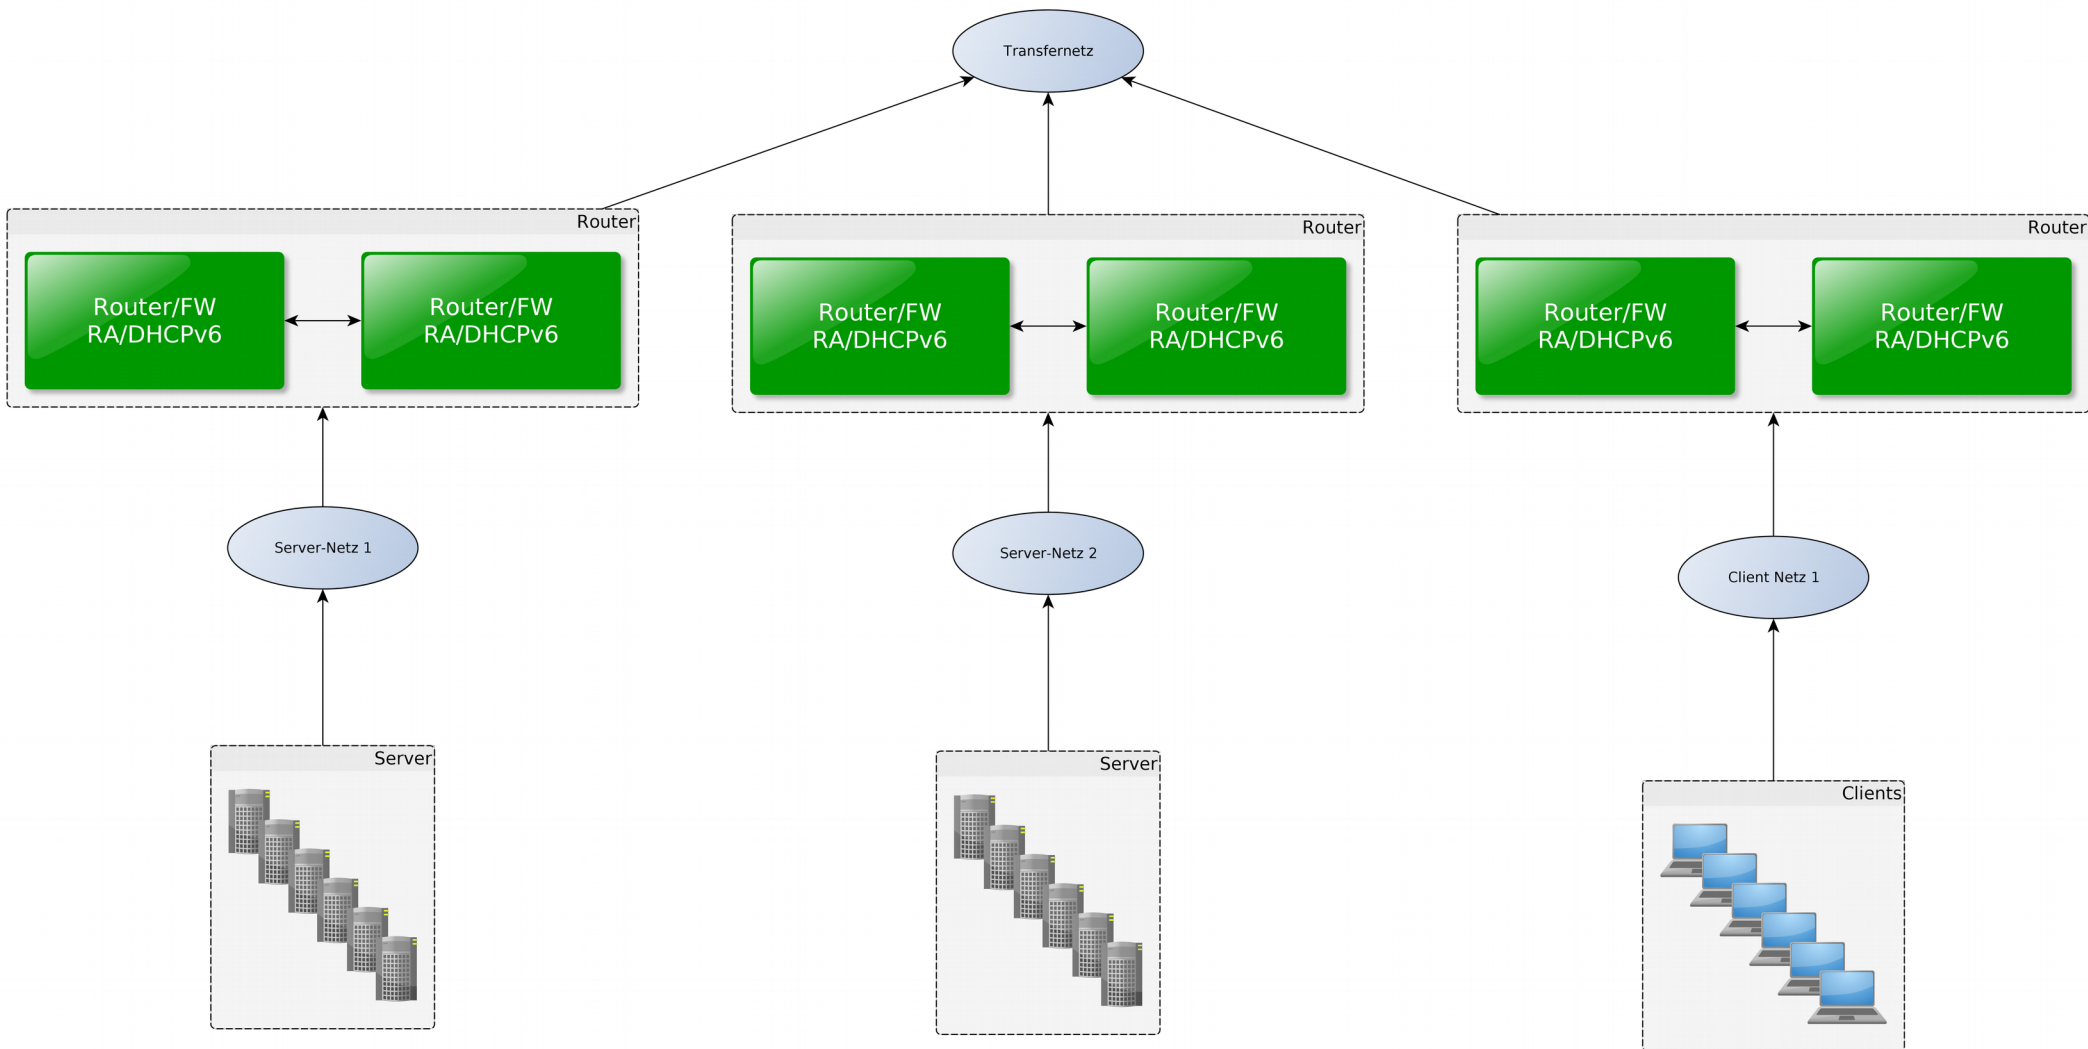 Transfernetz
Router
Router/FW
RA/DHCPv6
Router/FW
RA/DHCPv6
Router
Router/FW
RA/DHCPv6
Router/FW
RA/DHCPv6
Router
Router/FW
RA/DHCPv6
Router/FW
RA/DHCPv6
Server-Netz 1
Server-Netz 2
Client Netz 1
Server
Server
Clients